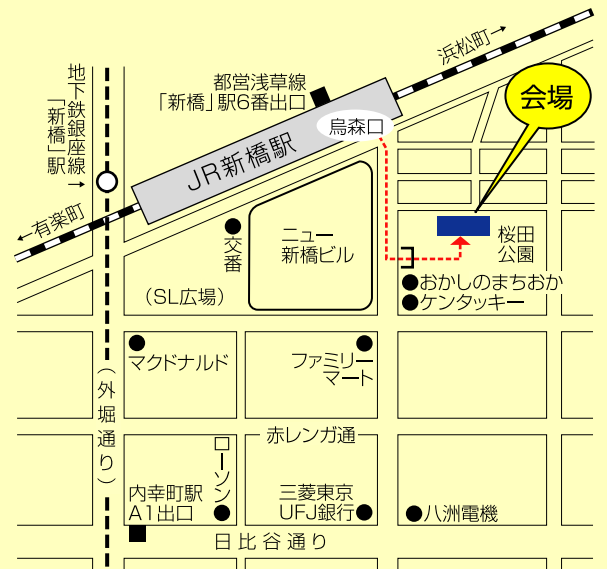 浜松町→
会場
都営浅草線
「新橋」駅6番出口
地下鉄銀座線
「新橋」駅→
烏森口
JR新橋駅
←有楽町
交番
ニュー
新橋ビル
桜田
公園
(SL広場)
おかしのまちおか
ケンタッキー
マクドナルド
ファミリー
マート
(外堀通り)
赤レンガ通
ローソン
内幸町駅
A1出口
三菱東京
UFJ銀行
八洲電機
日比谷通り